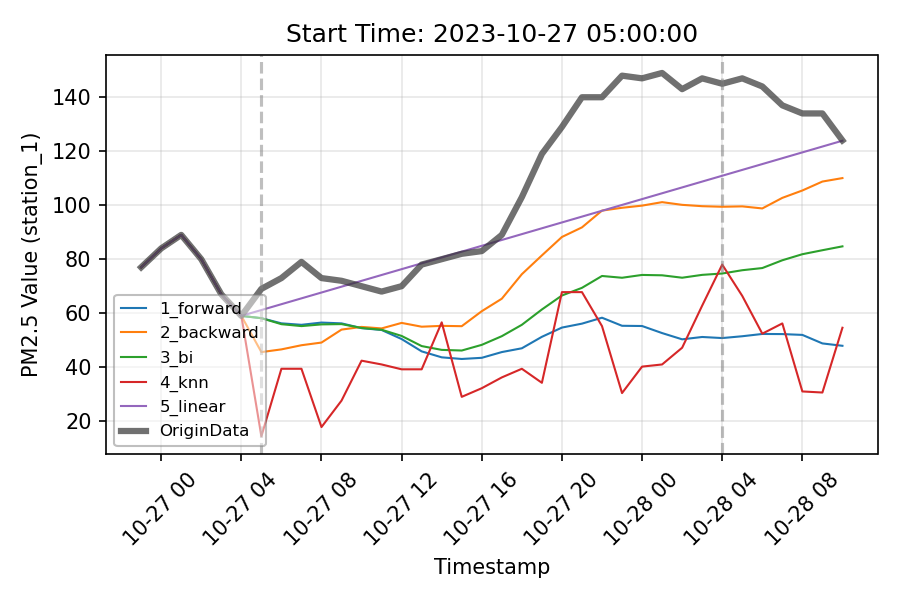 Start Time: 2023-10-27 05:00:00
PM2.5 Value (station_1)
140
120
100
80
60
40
20
1_forward
2_backward
3_bi
4_knn
5_linear
OriginData
10-27 00
10-27 04
10-27 08
10-27 12
10-27 16
10-27 20
10-28 00
10-28 04
10-28 08
Timestamp